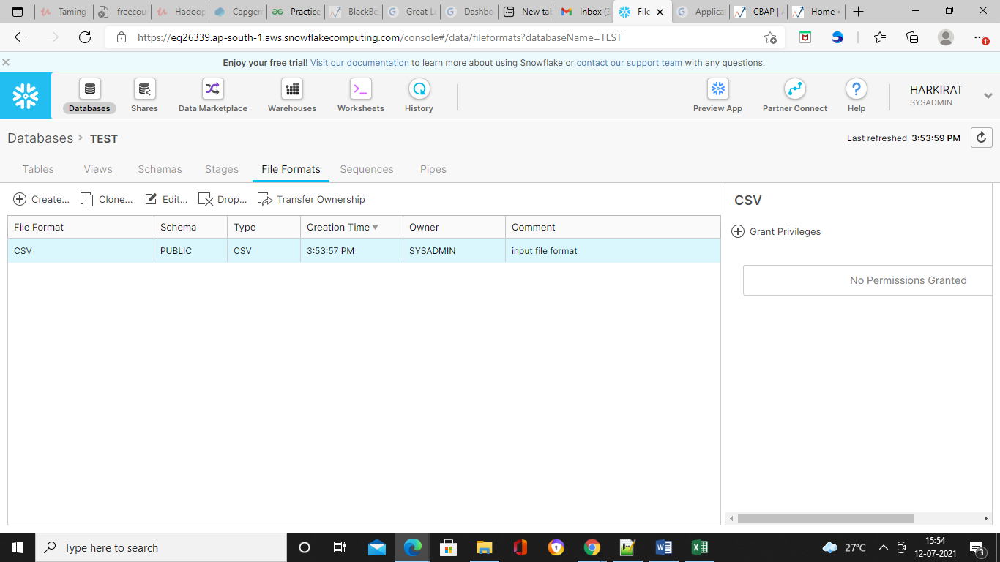 Taming freecou Hadoop Capgem Practice BlackBe Great Le Dashbo New tab Inbox (3 File Applicat CBAP | Home
https://eq26339.ap-south-1.aws.snowflakecomputing.com/console#/data/fileformats?databaseName=TEST
Enjoy your free trial! Visit our documentation to learn more about using Snowflake or contact our support team with any questions.
Databases Shares Data Marketplace Warehouses Worksheets History Preview App Partner Connect Help
HARKIRAT
SYSADMIN
Databases > TEST
Last refreshed 3:53:59 PM
Tables Views Schemas Stages File Formats Sequences Pipes
Create... Clone... Edit... Drop... Transfer Ownership
File Format Schema Type Creation Time Owner Comment
CSV PUBLIC CSV 3:53:57 PM SYSADMIN input file format
CSV
Grant Privileges
No Permissions Granted
Type here to search
27°C
15:54
12-07-2021
3